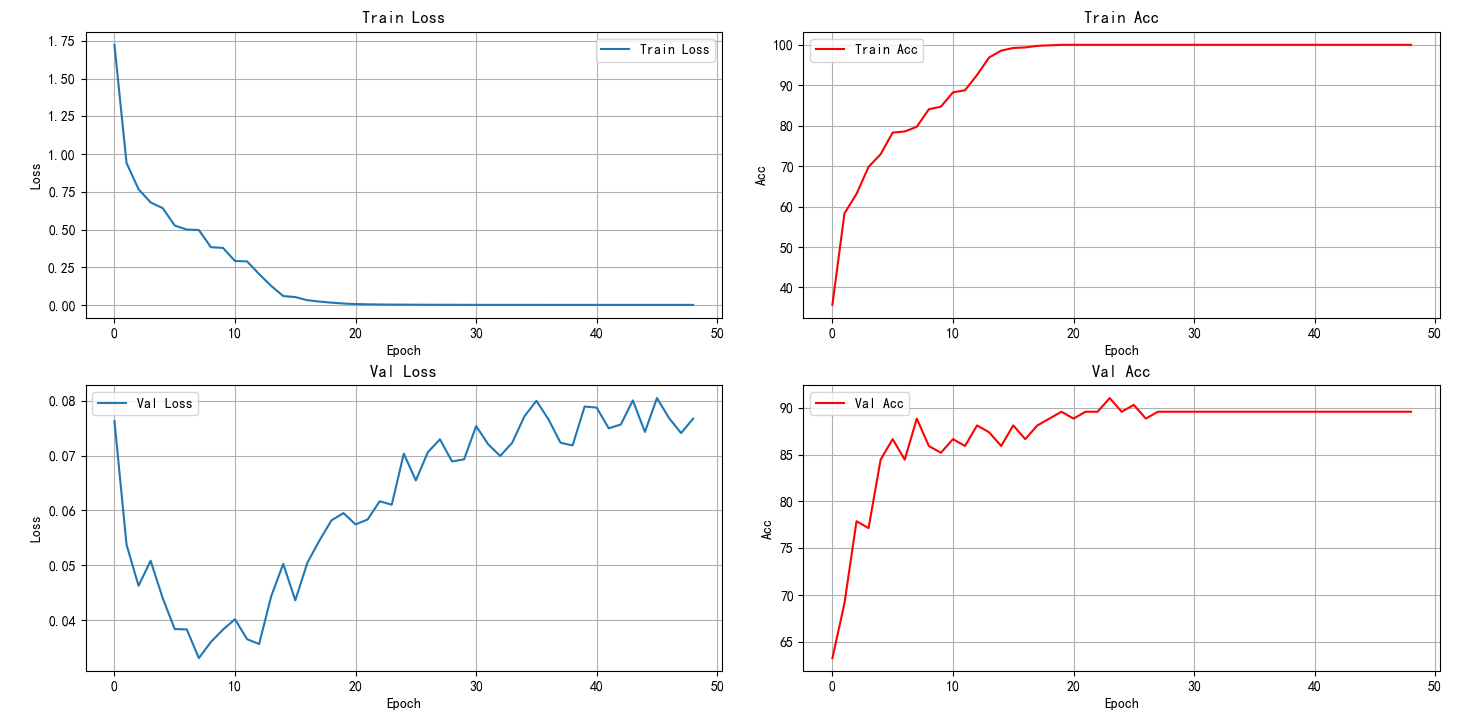 Train Loss
Train Loss
1.75
1.50
1.25
1.00
0.75
0.50
0.25
0.00
Loss
0 10 20 30 40 50
Epoch
Train Acc
Train Acc
100
90
80
70
60
50
40
Acc
0 10 20 30 40 50
Epoch
Val Loss
Val Loss
0.08
0.07
0.06
0.05
0.04
Loss
0 10 20 30 40 50
Epoch
Val Acc
Val Acc
90
85
80
75
70
65
Acc
0 10 20 30 40 50
Epoch